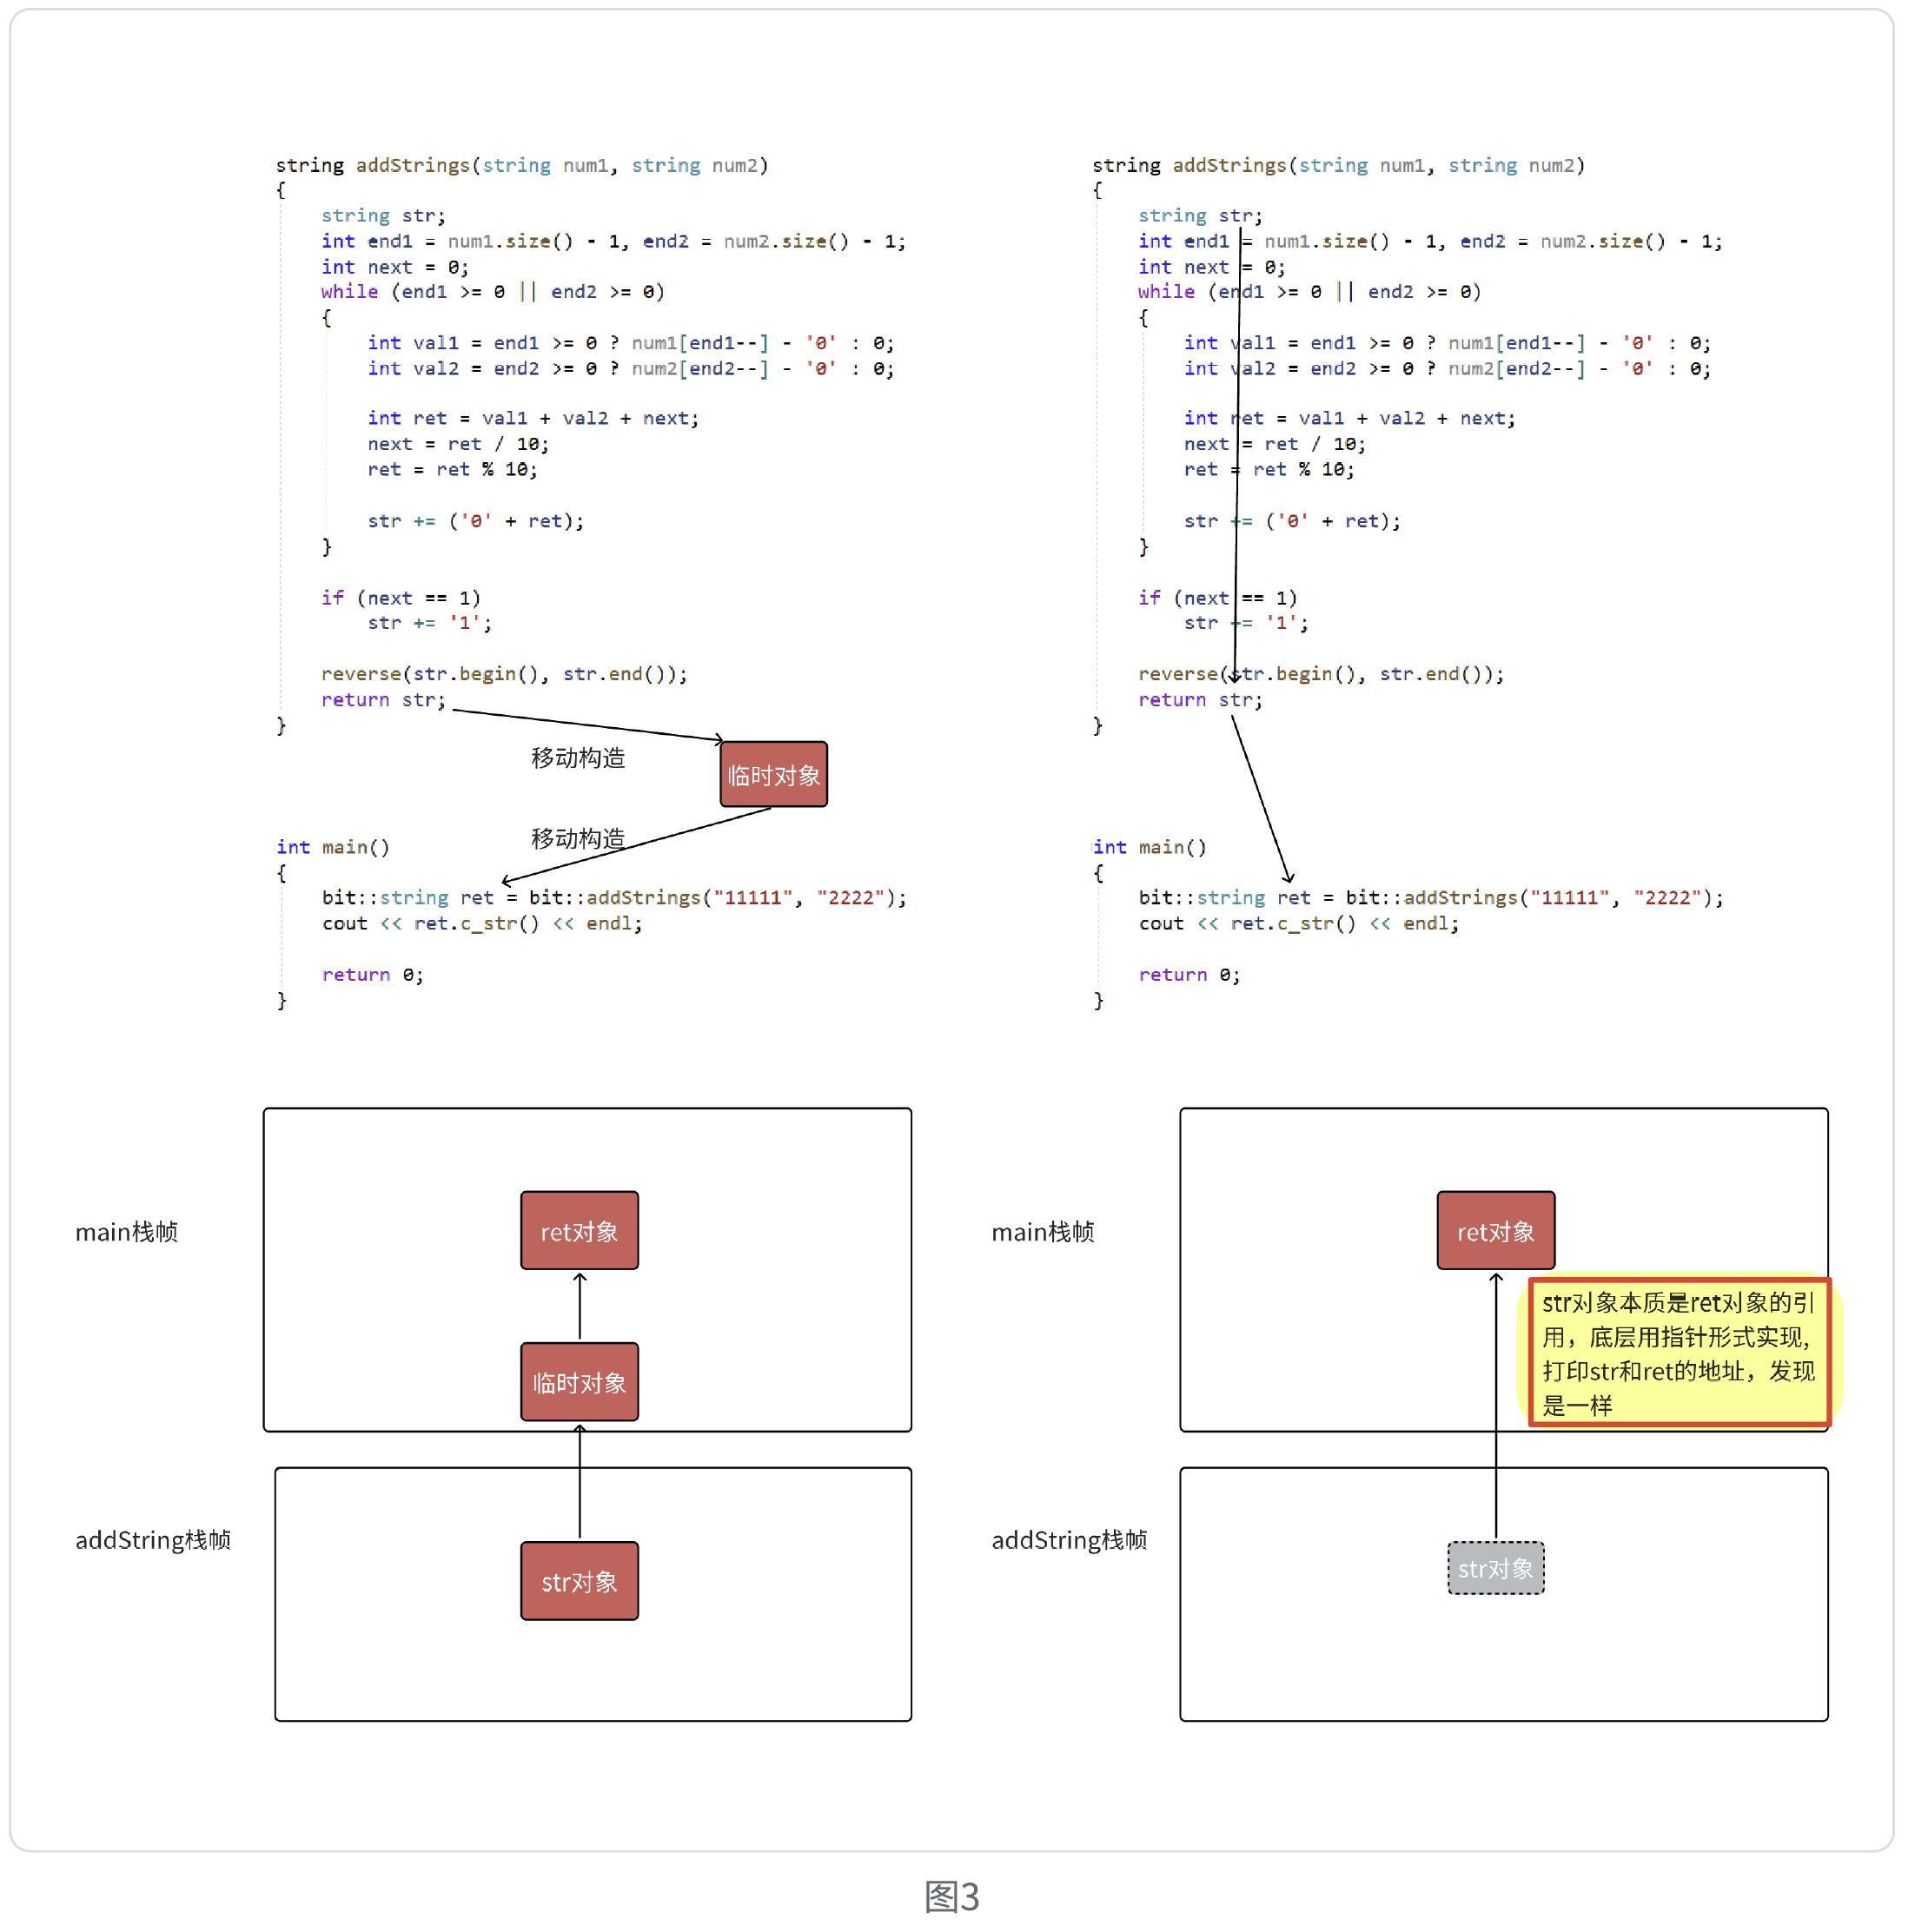 string addStrings(string num1, string num2)
{
string str;
int end1 = num1.size() - 1, end2 = num2.size() - 1;
int next = 0;
while (end1 >= 0 || end2 >= 0)
{
int val1 = end1 >= 0 ? num1[end1--] - '0' : 0;
int val2 = end2 >= 0 ? num2[end2--] - '0' : 0;
int ret = val1 + val2 + next;
next = ret / 10;
ret = ret % 10;
str += ('0' + ret);
}
if (next == 1)
str += '1';
reverse(str.begin(), str.end());
return str;
}
移动构造
临时对象
移动构造
int main()
{
bit::string ret = bit::addStrings("11111", "2222");
cout << ret.c_str() << endl;
return 0;
}
string addStrings(string num1, string num2)
{
string str;
int end1 = num1.size() - 1, end2 = num2.size() - 1;
int next = 0;
while (end1 >= 0 || end2 >= 0)
{
int val1 = end1 >= 0 ? num1[end1--] - '0' : 0;
int val2 = end2 >= 0 ? num2[end2--] - '0' : 0;
int ret = val1 + val2 + next;
next = ret / 10;
ret = ret % 10;
str += ('0' + ret);
}
if (next == 1)
str += '1';
reverse(str.begin(), str.end());
return str;
}
int main()
{
bit::string ret = bit::addStrings("11111", "2222");
cout << ret.c_str() << endl;
return 0;
}
main栈帧
ret对象
临时对象
addString栈帧
str对象
main栈帧
ret对象
str对象本质是ret对象的引
用，底层用指针形式实现,
打印str和ret的地址，发现
是一样
addString栈帧
str对象
图3